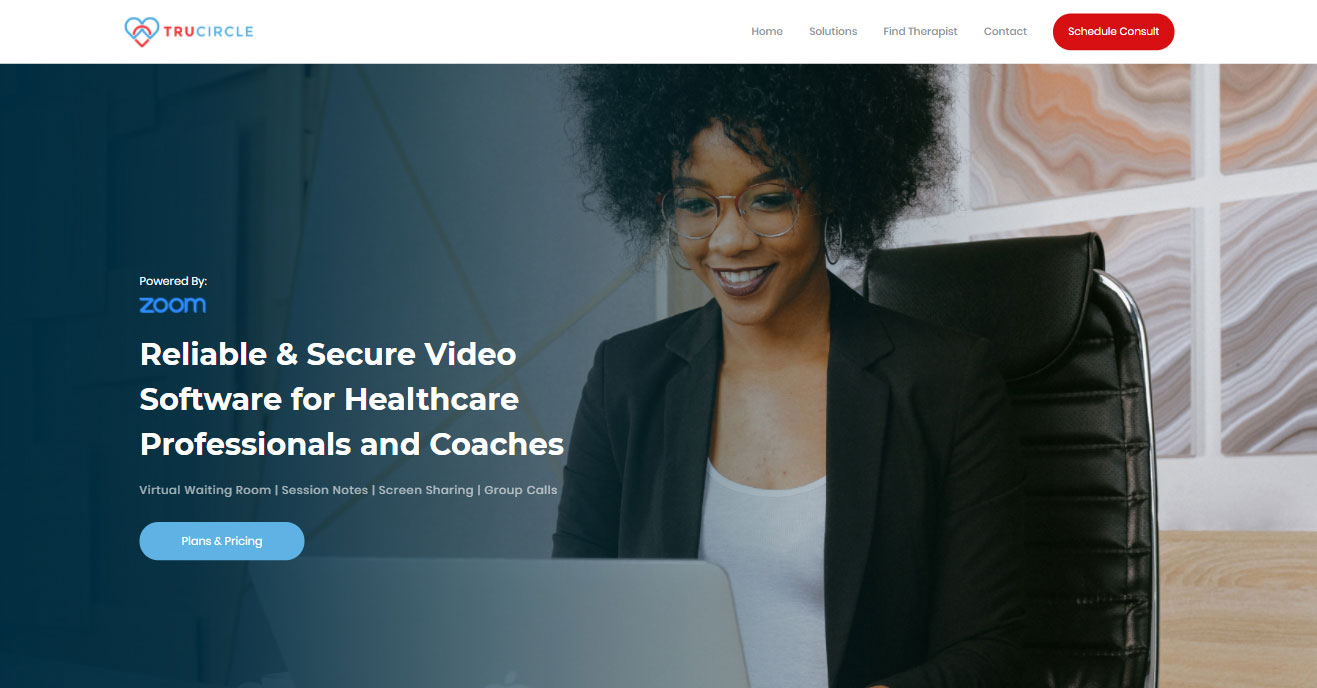 TRUCIRCLE
Home
Solutions
Find Therapist
Contact
Schedule Consult
Powered By:
zoom
Reliable & Secure Video
Software for Healthcare
Professionals and Coaches
Virtual Waiting Room | Session Notes | Screen Sharing | Group Calls
Plans & Pricing